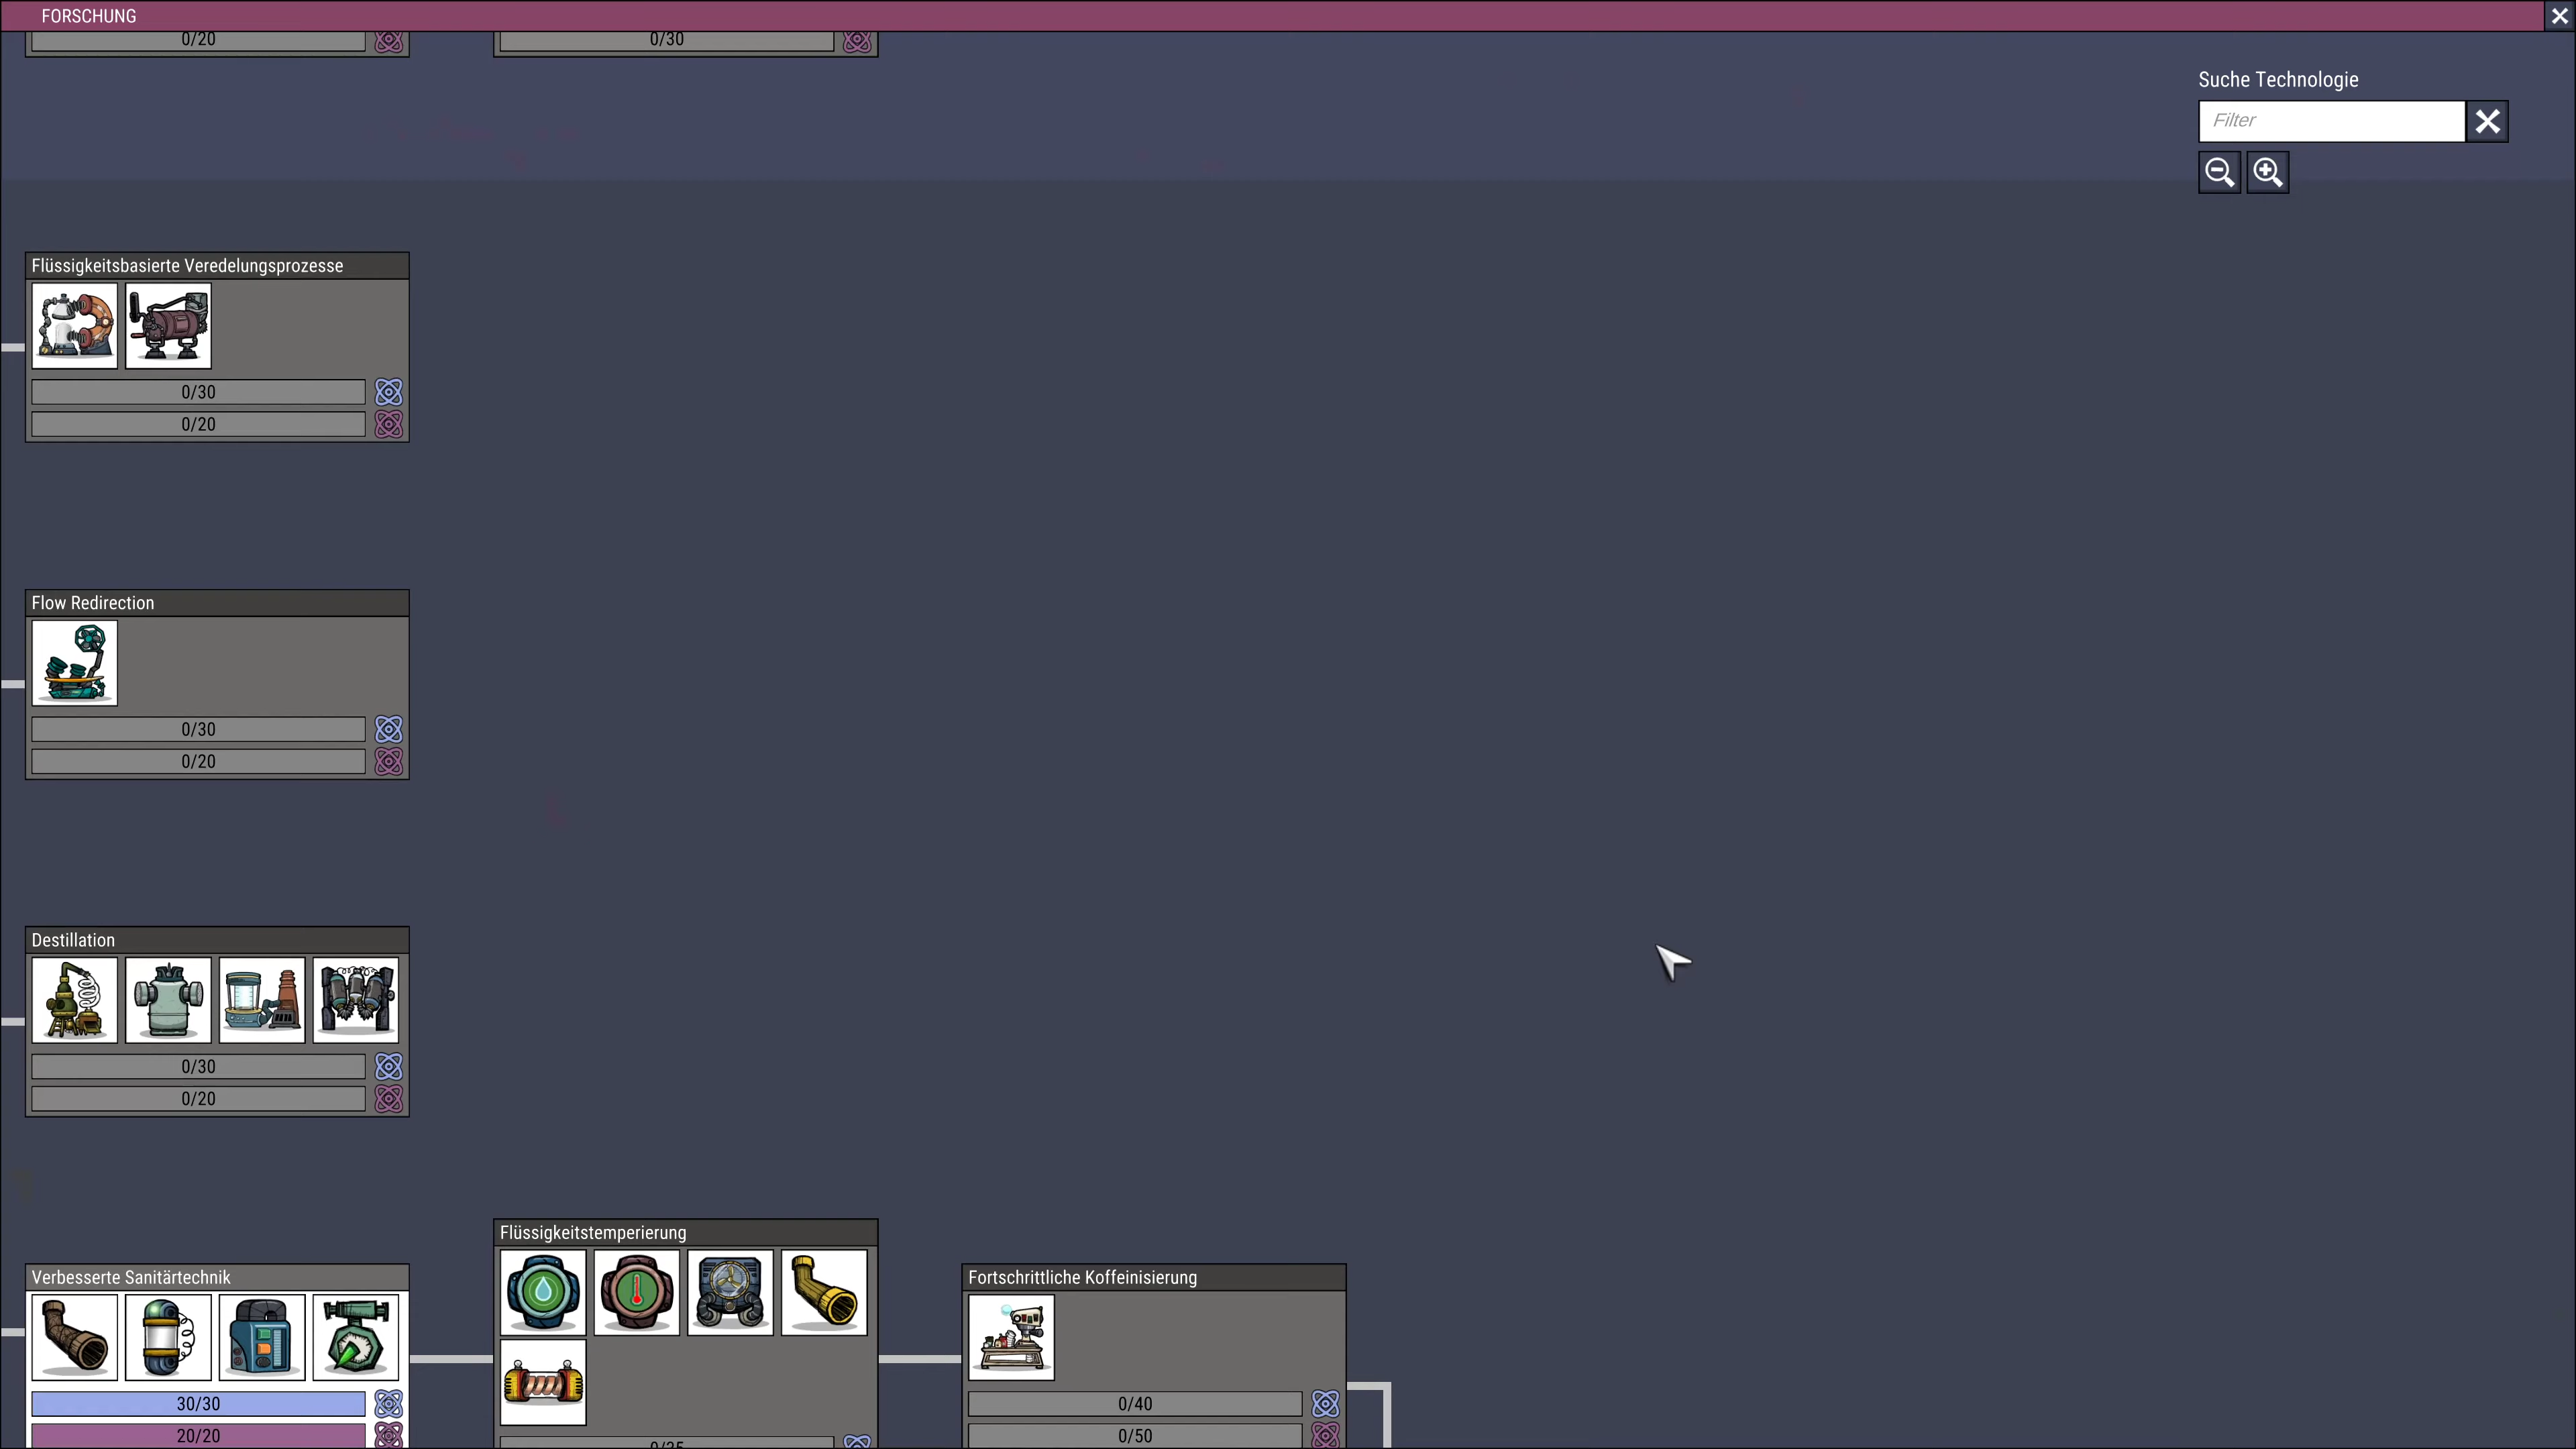 FORSCHUNG
0/20
0/30
Suche Technologie
Filter
Flüssigkeitsbasierte Veredelungsprozesse
0/30
0/20
Flow Redirection
0/30
0/20
Destillation
0/30
0/20
Verbesserte Sanitärtechnik
30/30
20/20
Flüssigkeitstemperierung
0/35
Fortschrittliche Koffeinisierung
0/40
0/50